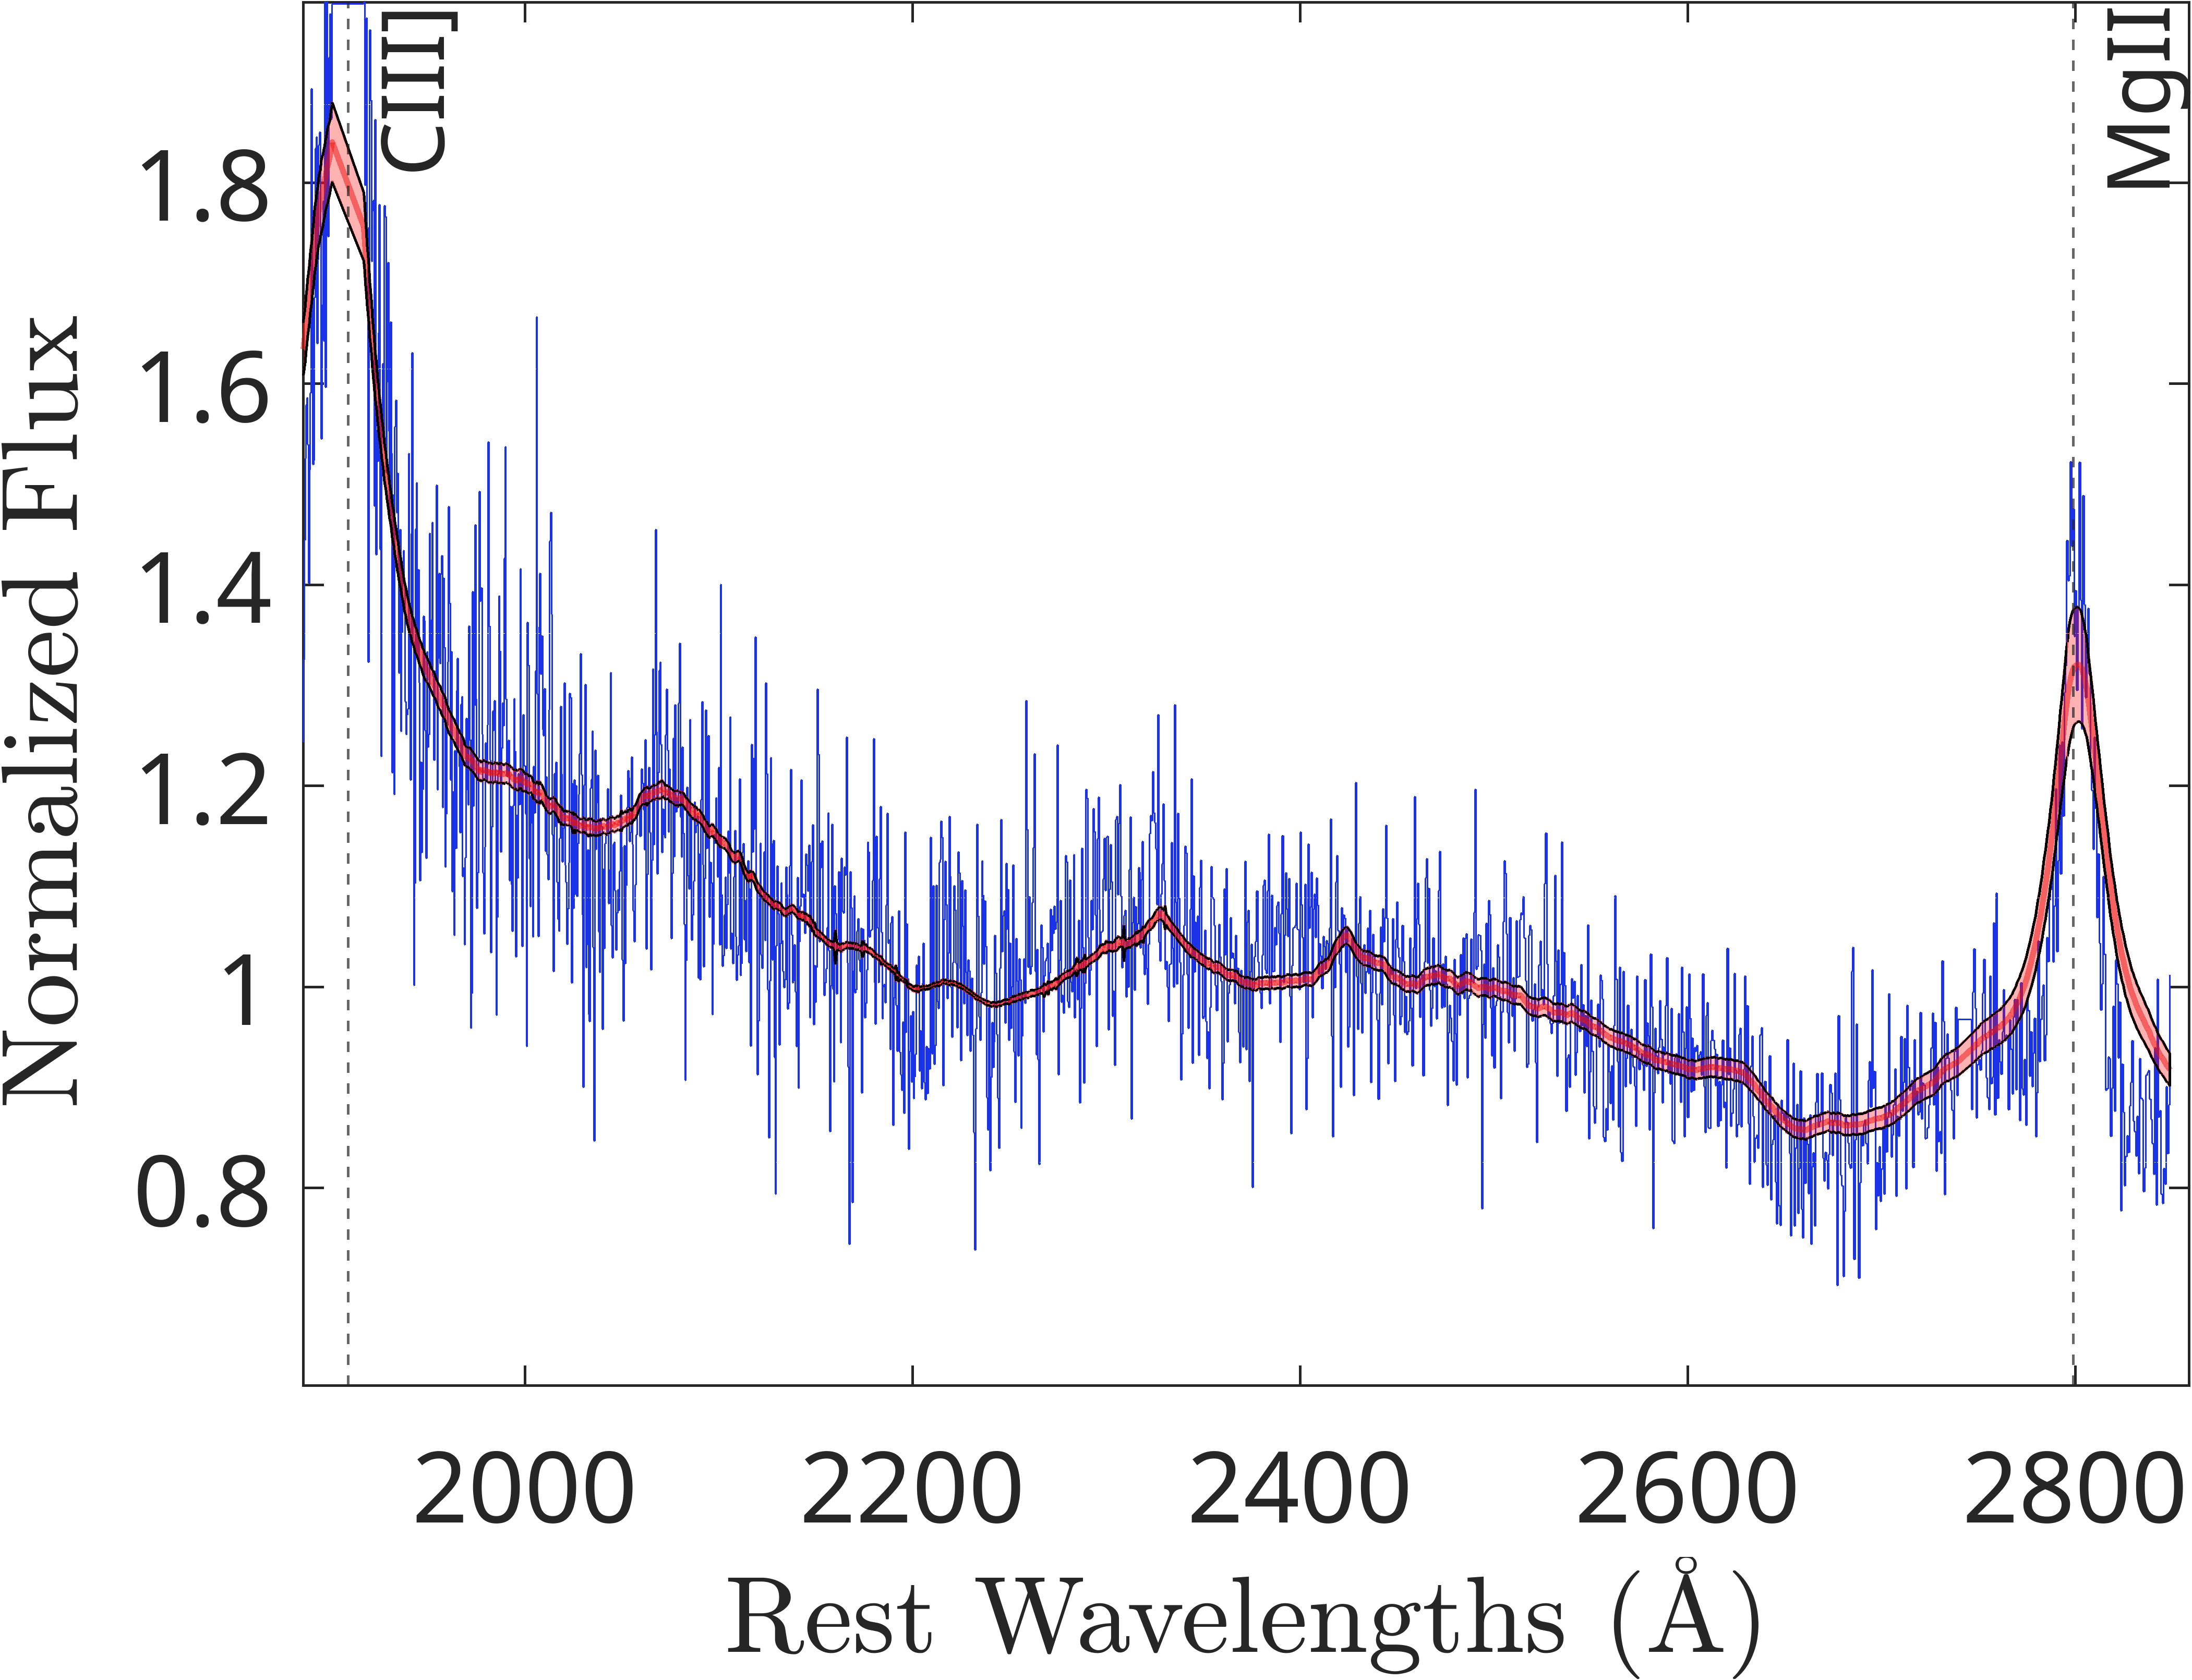 CIII]
MgII
1.8
1.6
1.4
1.2
1
0.8
Normalized Flux
2000 2200 2400 2600 2800
Rest Wavelengths (Å)